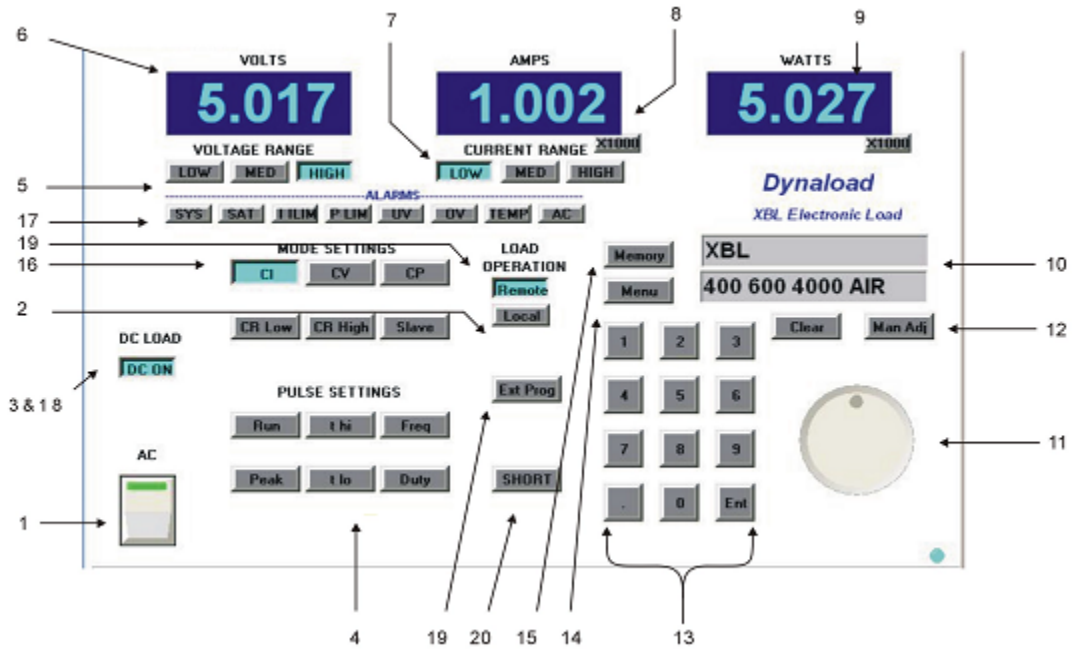 7 8 9
6 VOLTS AMPS WATTS
5.017 1.002 5.027
X1000 X1000
VOLTAGE RANGE CURRENT RANGE
LOW MED HIGH LOW MED HIGH
5 Dynaload
ALARMS
17 SYS SAT I ILIM P LIM UV OV TEMP AC
XBL Electronic Load
19 MODE SETTINGS LOAD OPERATION
16 CI CV CP
Memory XBL
10
Remote Menu 400 600 4000 AIR
2 Local
CR Low CR High Slave Clear Man Adj 12
DC LOAD 1 2 3
DC ON
3 & 1 8
PULSE SETTINGS Ext Prog 4 5 6
Run t hi Freq
11
AC 7 8 9
Peak t lo Duty SHORT
1 . 0 Ent
4 19 20 15 14 13